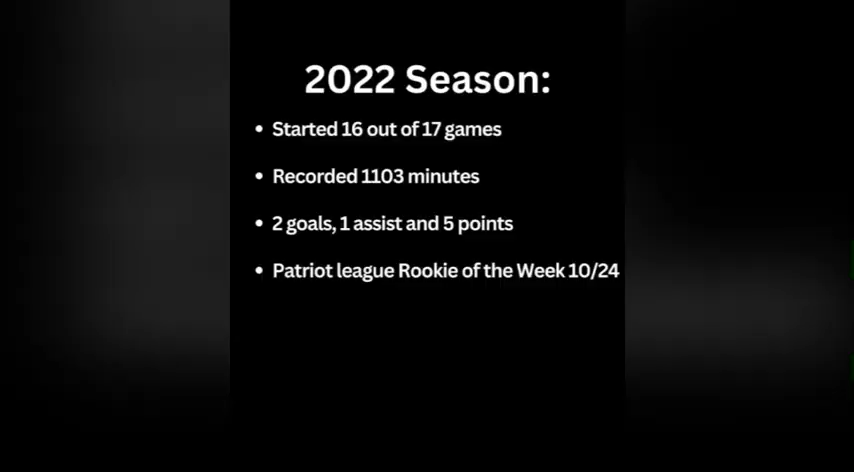 2022 Season:
• Started 16 out of 17 games
• Recorded 1103 minutes
• 2 goals, 1 assist and 5 points
• Patriot league Rookie of the Week 10/24